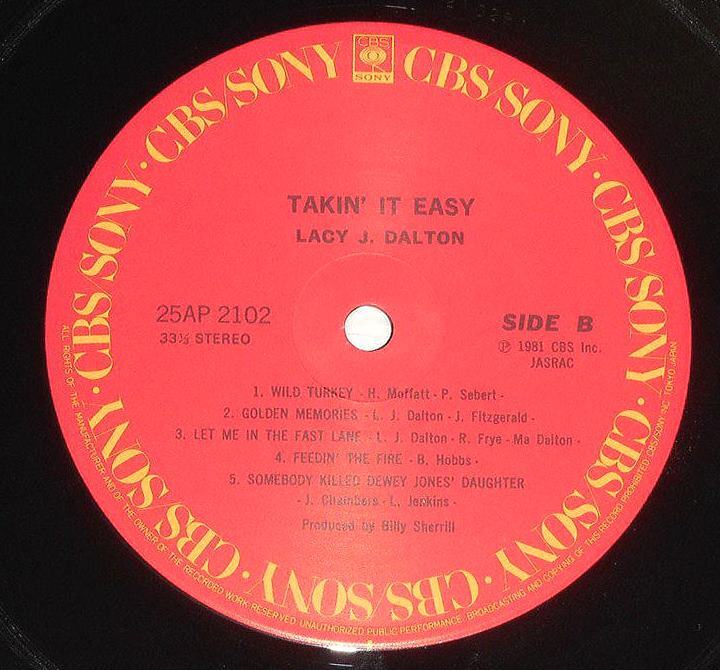 CBS/SONY · CBS/SONY · CBS/SONY · CBS/SONY · CBS/SONY · CBS/SONY · CBS/SONY · CBS/SONY
CBS
SONY
TAKIN' IT EASY
LACY J. DALTON
25AP 2102
33⅓ STEREO
SIDE B
Ⓟ 1981 CBS Inc.
JASRAC
1. WILD TURKEY - H. Moffatt - P. Sebert -
2. GOLDEN MEMORIES - L. J. Dalton - J. Fitzgerald -
3. LET ME IN THE FAST LANE - L. J. Dalton - R. Frye - Ma Dalton -
4. FEEDIN' THE FIRE - B. Hobbs -
5. SOMEBODY KILLED DEWEY JONES' DAUGHTER
- J. Chambers - L. Jenkins -
Produced by Billy Sherrill
ALL RIGHTS OF THE MANUFACTURER AND OF THE OWNER OF THE RECORDED WORK RESERVED UNAUTHORIZED PUBLIC PERFORMANCE, BROADCASTING AND COPYING OF THIS RECORD PROHIBITED CBS/SONY INC. TOKYO JAPAN